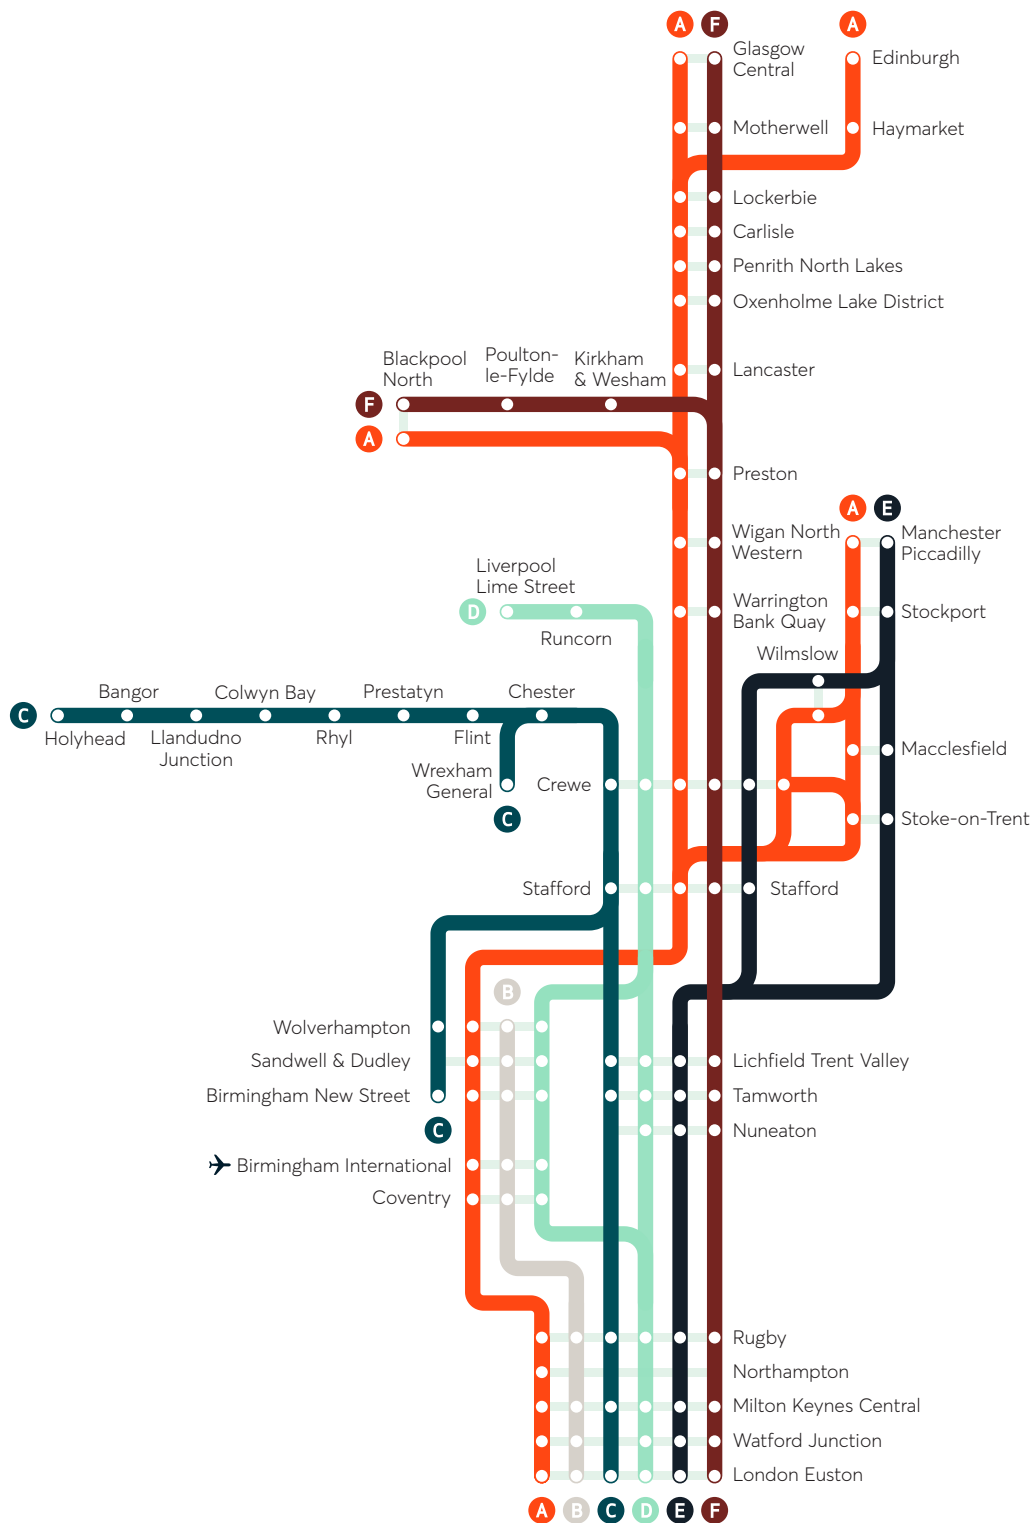 A F A
Glasgow
Central
Edinburgh
Motherwell
Haymarket
Lockerbie
Carlisle
Penrith North Lakes
Oxenholme Lake District
Blackpool
North
Poulton-
le-Fylde
Kirkham
& Wesham
Lancaster
F
A
Preston
A E
Wigan North
Western
Manchester
Piccadilly
Liverpool
Lime Street
D
Runcorn
Warrington
Bank Quay
Stockport
Wilmslow
Bangor
Colwyn Bay
Prestatyn
Chester
C
Holyhead
Llandudno
Junction
Rhyl
Flint
Macclesfield
Wrexham
General
Crewe
C
Stoke-on-Trent
Stafford
Stafford
B
Wolverhampton
Sandwell & Dudley
Lichfield Trent Valley
Birmingham New Street
Tamworth
C
Nuneaton
Birmingham International
Coventry
Rugby
Northampton
Milton Keynes Central
Watford Junction
London Euston
A B C D E F